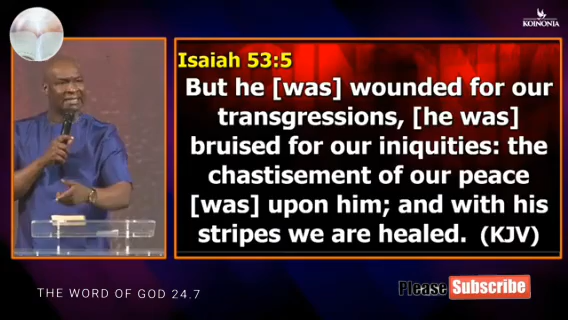 KOINONIA
Isaiah 53:5
But he [was] wounded for our
transgressions, [he was]
bruised for our iniquities: the
chastisement of our peace
[was] upon him; and with his
stripes we are healed. (KJV)
THE WORD OF GOD 24.7
Please Subscribe